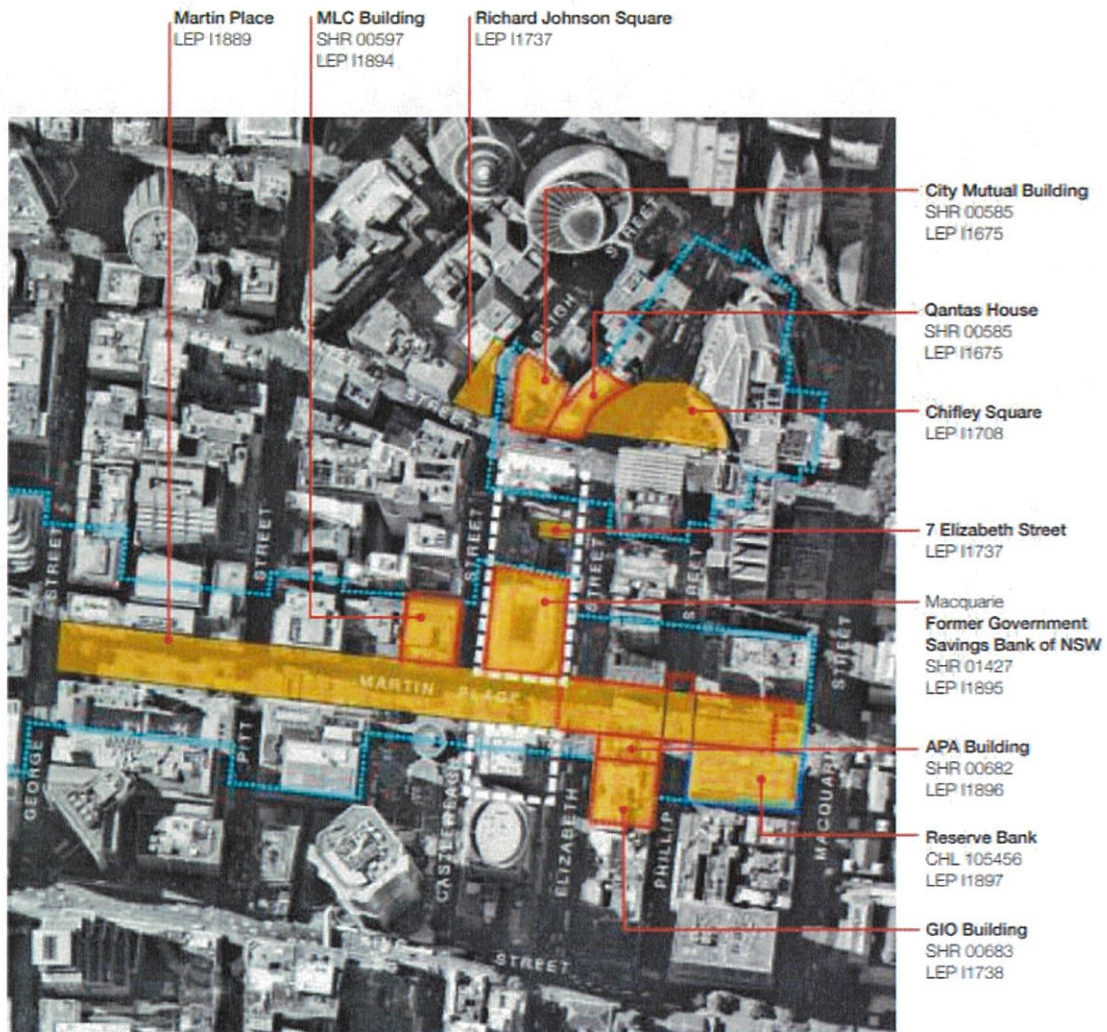 Martin Place
LEP I1889
MLC Building
SHR 00597
LEP I1894
Richard Johnson Square
LEP I1737
City Mutual Building
SHR 00585
LEP I1675
Qantas House
SHR 00585
LEP I1675
Chifley Square
LEP I1708
7 Elizabeth Street
LEP I1737
Macquarie
Former Government
Savings Bank of NSW
SHR 01427
LEP I1895
APA Building
SHR 00682
LEP I1896
Reserve Bank
CHL 105456
LEP I1897
GIO Building
SHR 00683
LEP I1738
STREET
BLIGH
STREET
STREET
STREET
STREET
STREET
STREET
STREET
MARTIN PLACE
GEORGE
PITT
CASTLEREAGH
ELIZABETH
PHILLIP
MACQUARIE
STREET